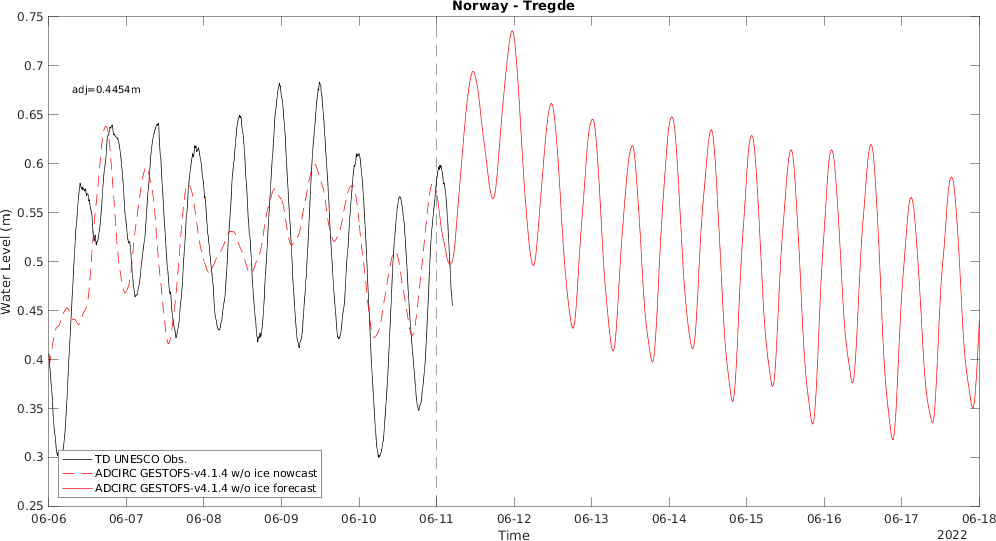 Norway - Tregde
0.75
0.7
0.65
0.6
0.55
0.5
0.45
0.4
0.35
0.3
0.25
Water Level (m)
adj=0.4454m
TD UNESCO Obs.
ADCIRC GESTOFS-v4.1.4 w/o ice nowcast
ADCIRC GESTOFS-v4.1.4 w/o ice forecast
06-06 06-07 06-08 06-09 06-10 06-11 06-12 06-13 06-14 06-15 06-16 06-17 06-18
Time
2022